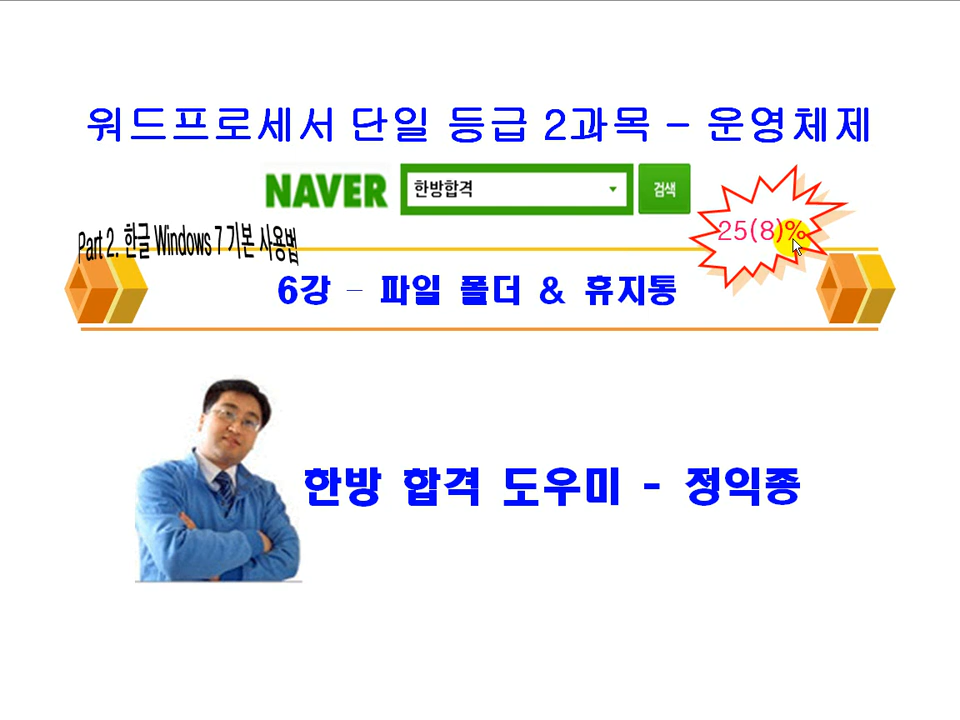 워드프로세서 단일 등급 2과목 – 운영체제
NAVER 한방합격 검색
25(8)%
Part 2. 한글 Windows 7 기본 사용법
6강 – 파일 폴더 & 휴지통
한방 합격 도우미 - 정익종